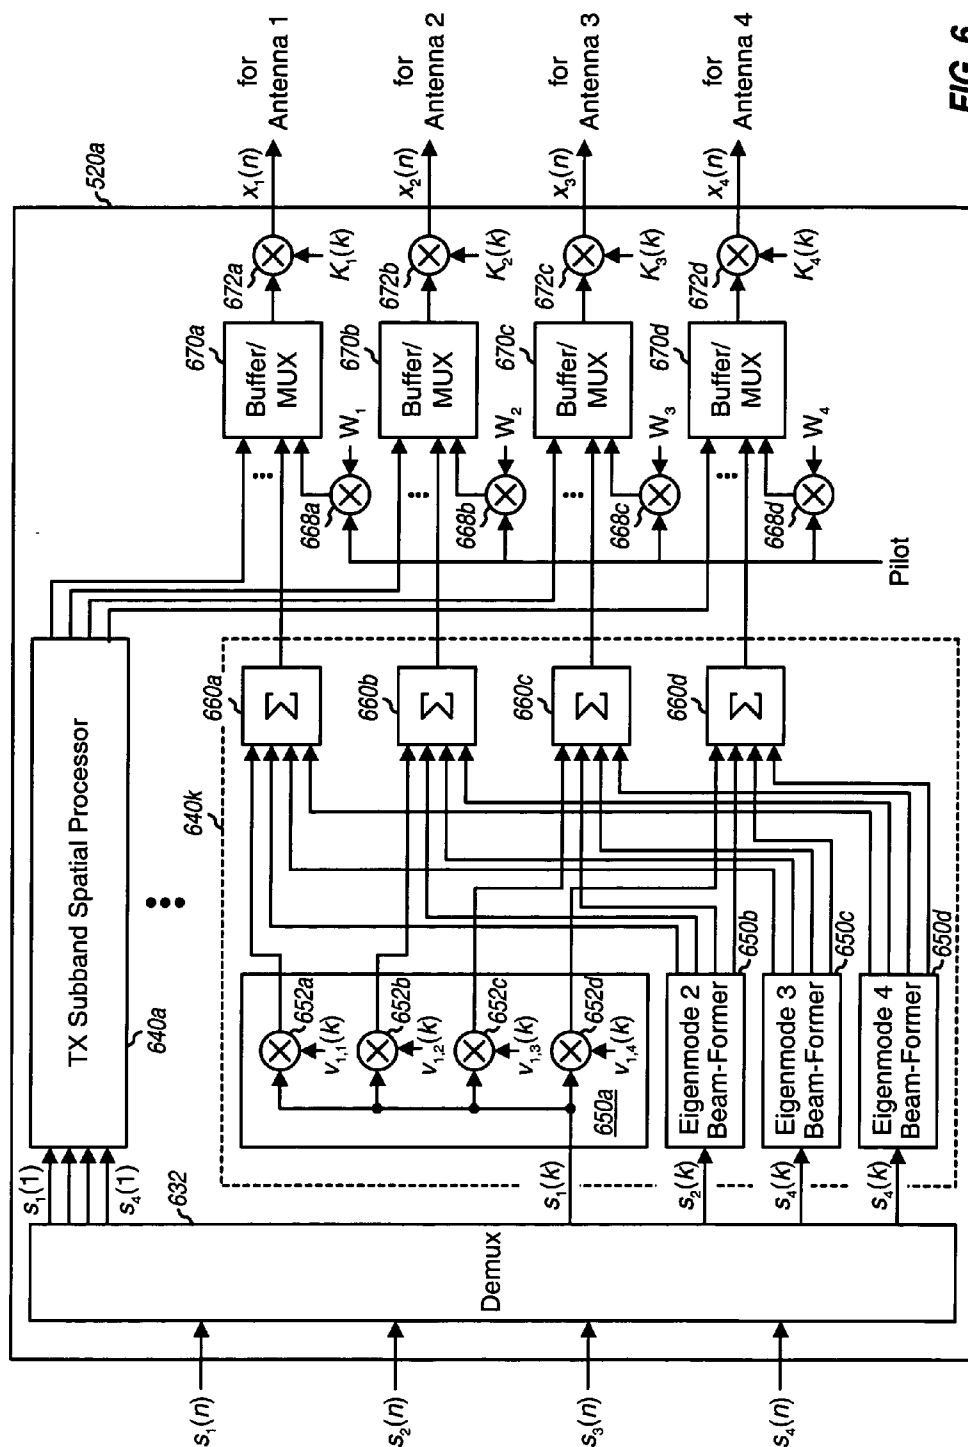 520a
TX Subband Spatial Processor
640a
s1(1)
s4(1)
632
Demux
s1(n)
s2(n)
s3(n)
s4(n)
640k
s1(k)
s2(k)
s4(k)
s4(k)
650a
652a
v1,1(k)
652b
v1,2(k)
652c
v1,3(k)
652d
v1,4(k)
Eigenmode 2
Beam-Former
650b
Eigenmode 3
Beam-Former
650c
Eigenmode 4
Beam-Former
650d
660a
Σ
660b
Σ
660c
Σ
660d
Σ
Pilot
668a
W1
668b
W2
668c
W3
668d
W4
670a
Buffer/
MUX
670b
Buffer/
MUX
670c
Buffer/
MUX
670d
Buffer/
MUX
672a
K1(k)
672b
K2(k)
672c
K3(k)
672d
K4(k)
x1(n)
for
Antenna 1
x2(n)
for
Antenna 2
x3(n)
for
Antenna 3
x4(n)
for
Antenna 4
FIG. 6